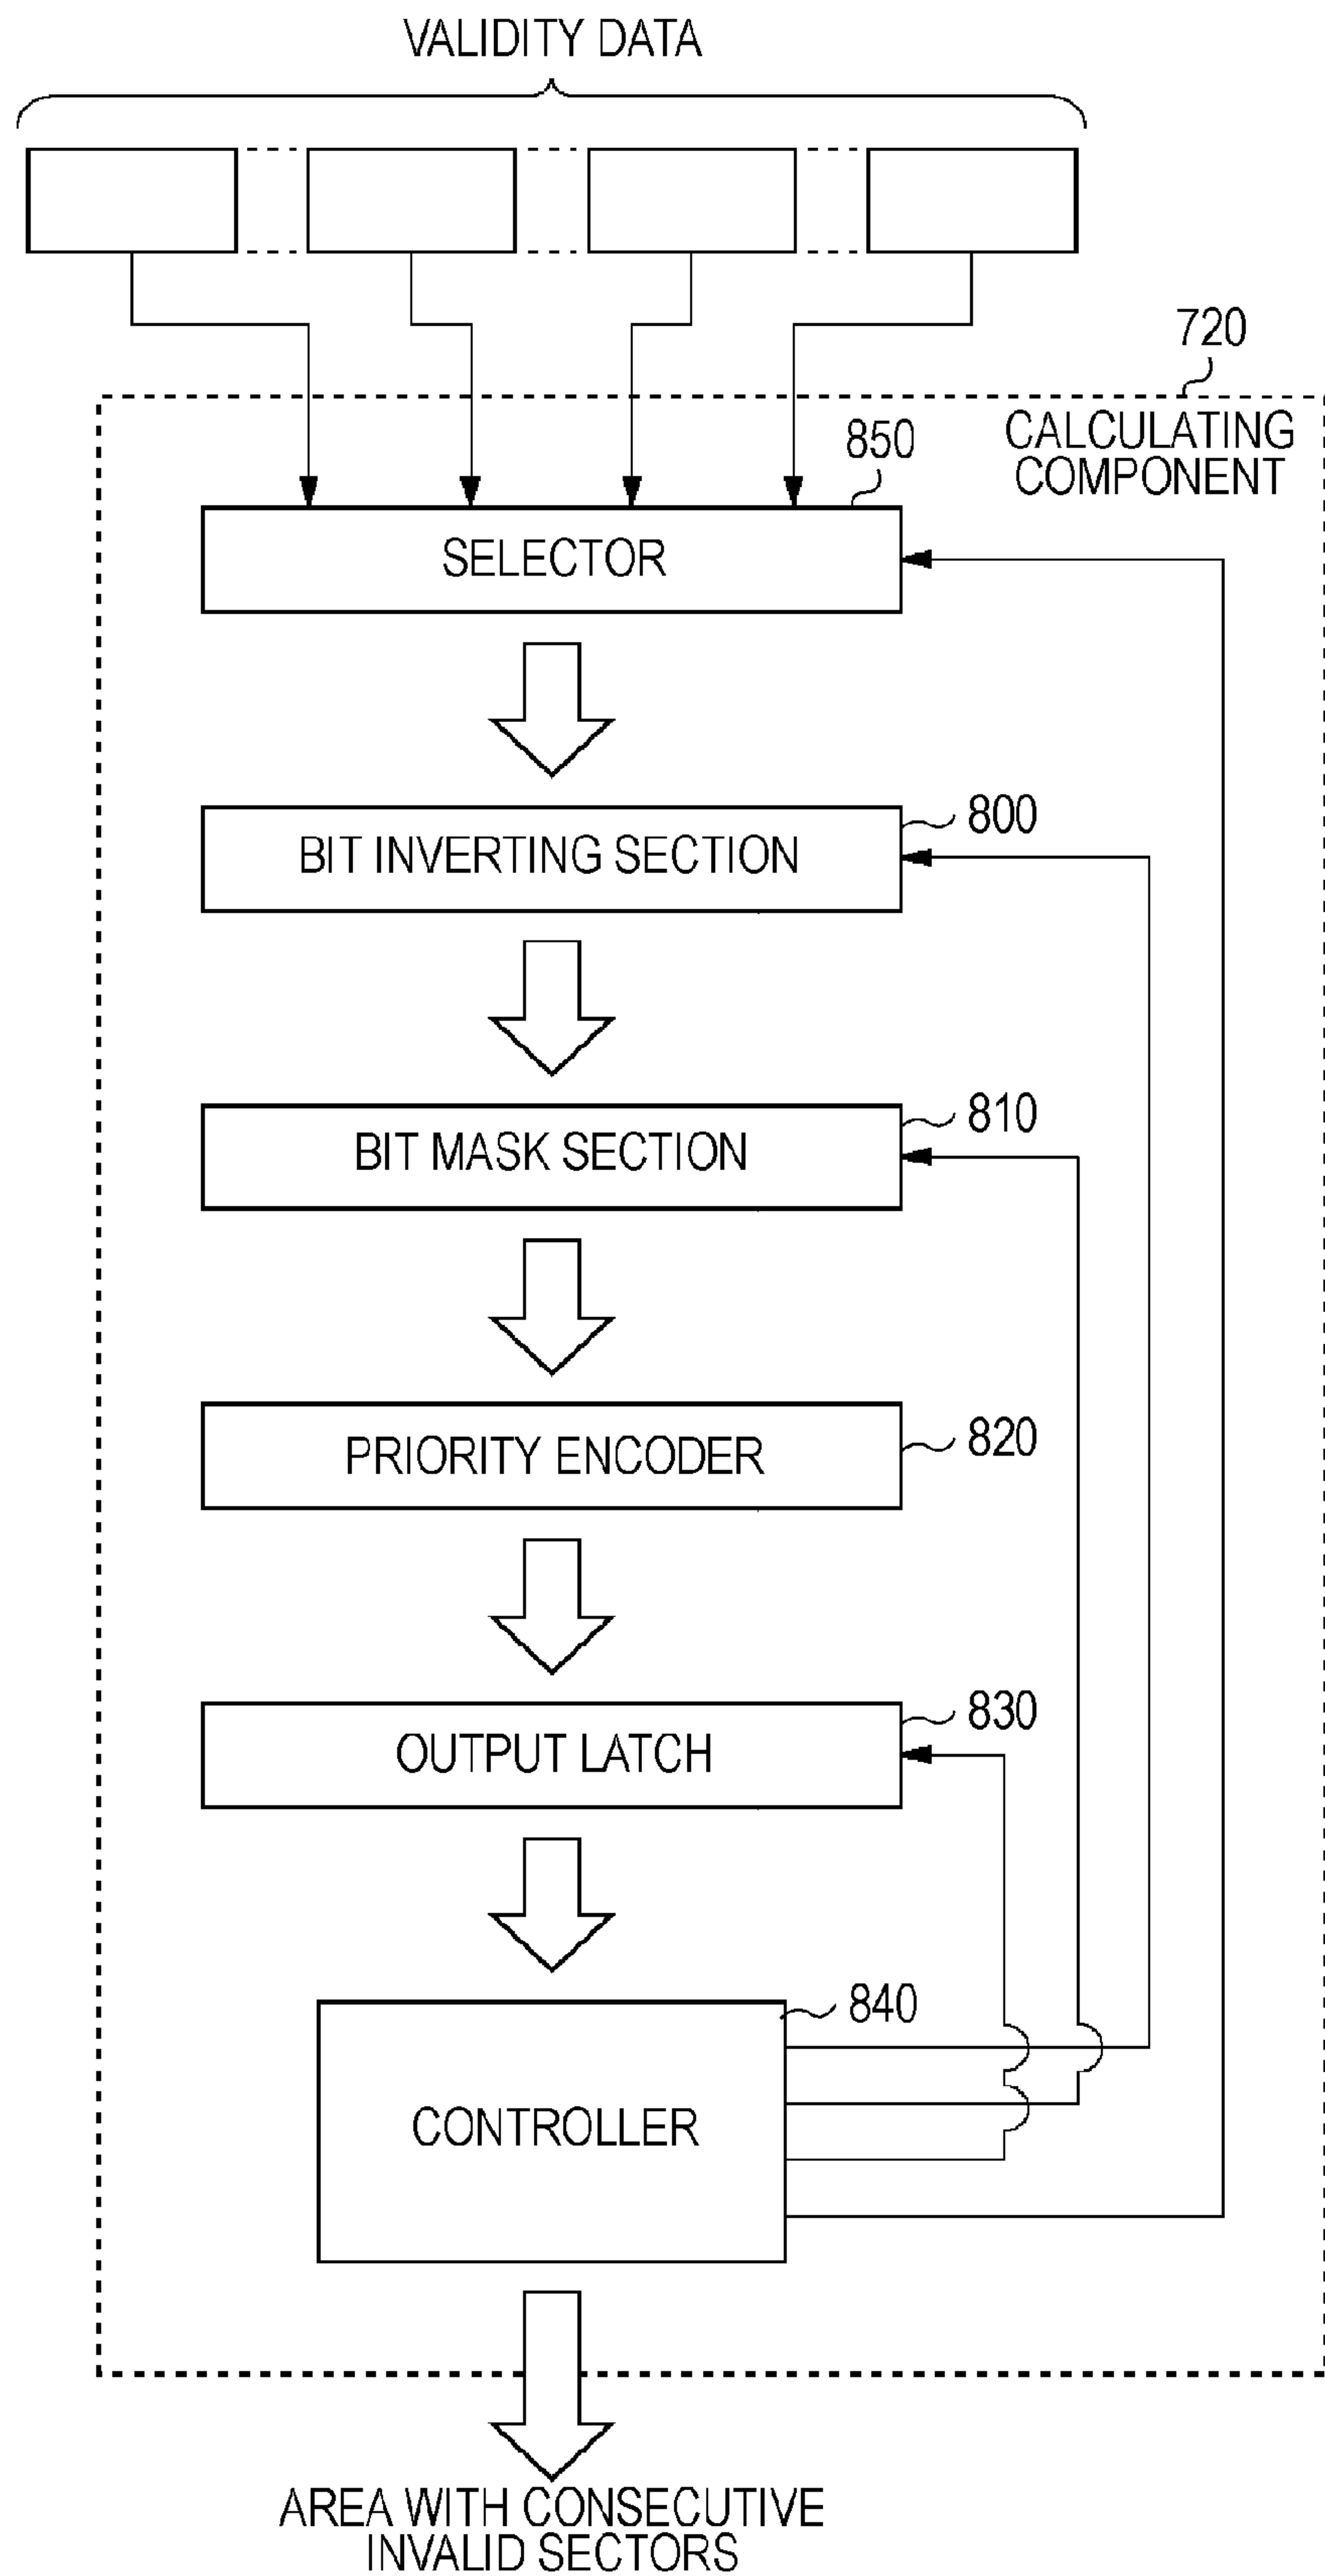 VALIDITY DATA
720
CALCULATING
COMPONENT
850
SELECTOR
800
BIT INVERTING SECTION
810
BIT MASK SECTION
820
PRIORITY ENCODER
830
OUTPUT LATCH
840
CONTROLLER
AREA WITH CONSECUTIVE
INVALID SECTORS